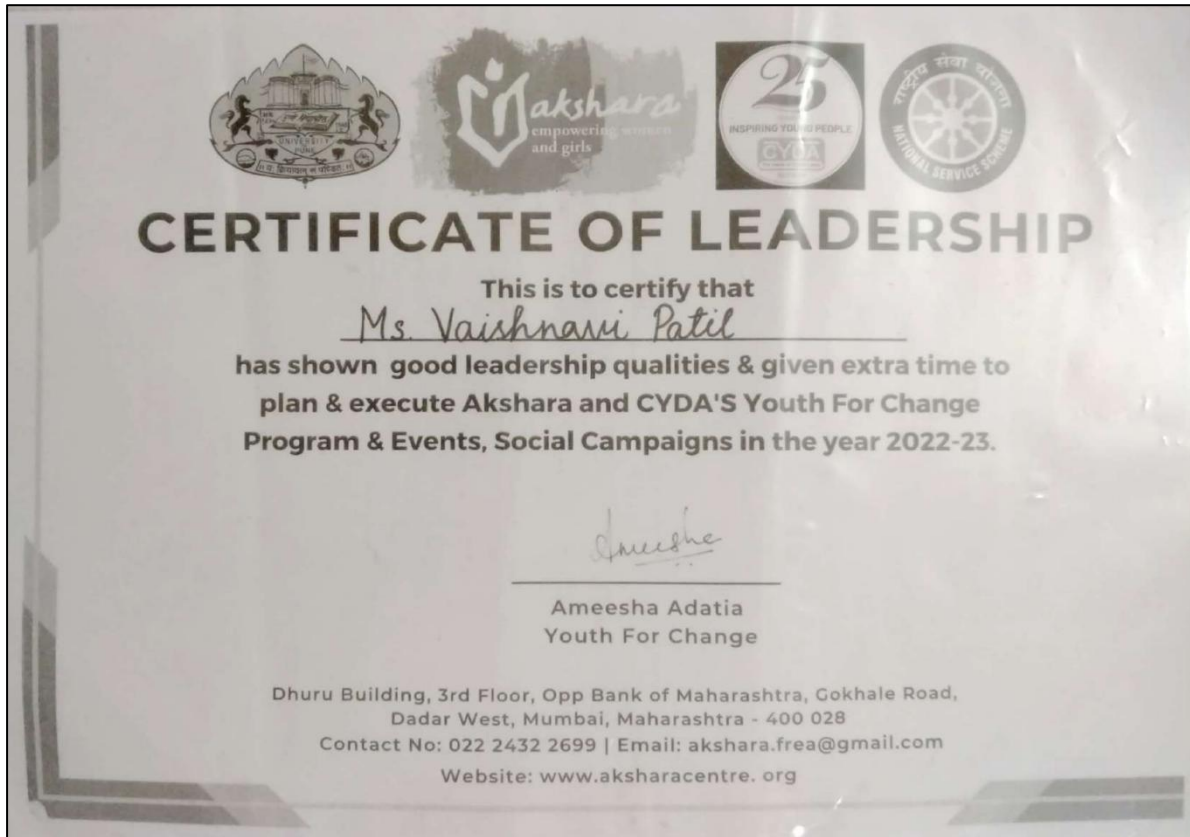 UNIVERSITY
OF
akshara
empowering women
and girls
25
INSPIRING YOUNG PEOPLE
CYDA
राष्ट्रीय सेवा योजना
NATIONAL SERVICE SCHEME
CERTIFICATE OF LEADERSHIP
This is to certify that
Ms. Vaishnavi Patil
has shown good leadership qualities & given extra time to
plan & execute Akshara and CYDA'S Youth For Change
Program & Events, Social Campaigns in the year 2022-23.
Ameesha
Ameesha Adatia
Youth For Change
Dhuru Building, 3rd Floor, Opp Bank of Maharashtra, Gokhale Road,
Dadar West, Mumbai, Maharashtra - 400 028
Contact No: 022 2432 2699 | Email: akshara.frea@gmail.com
Website: www.aksharacentre. org